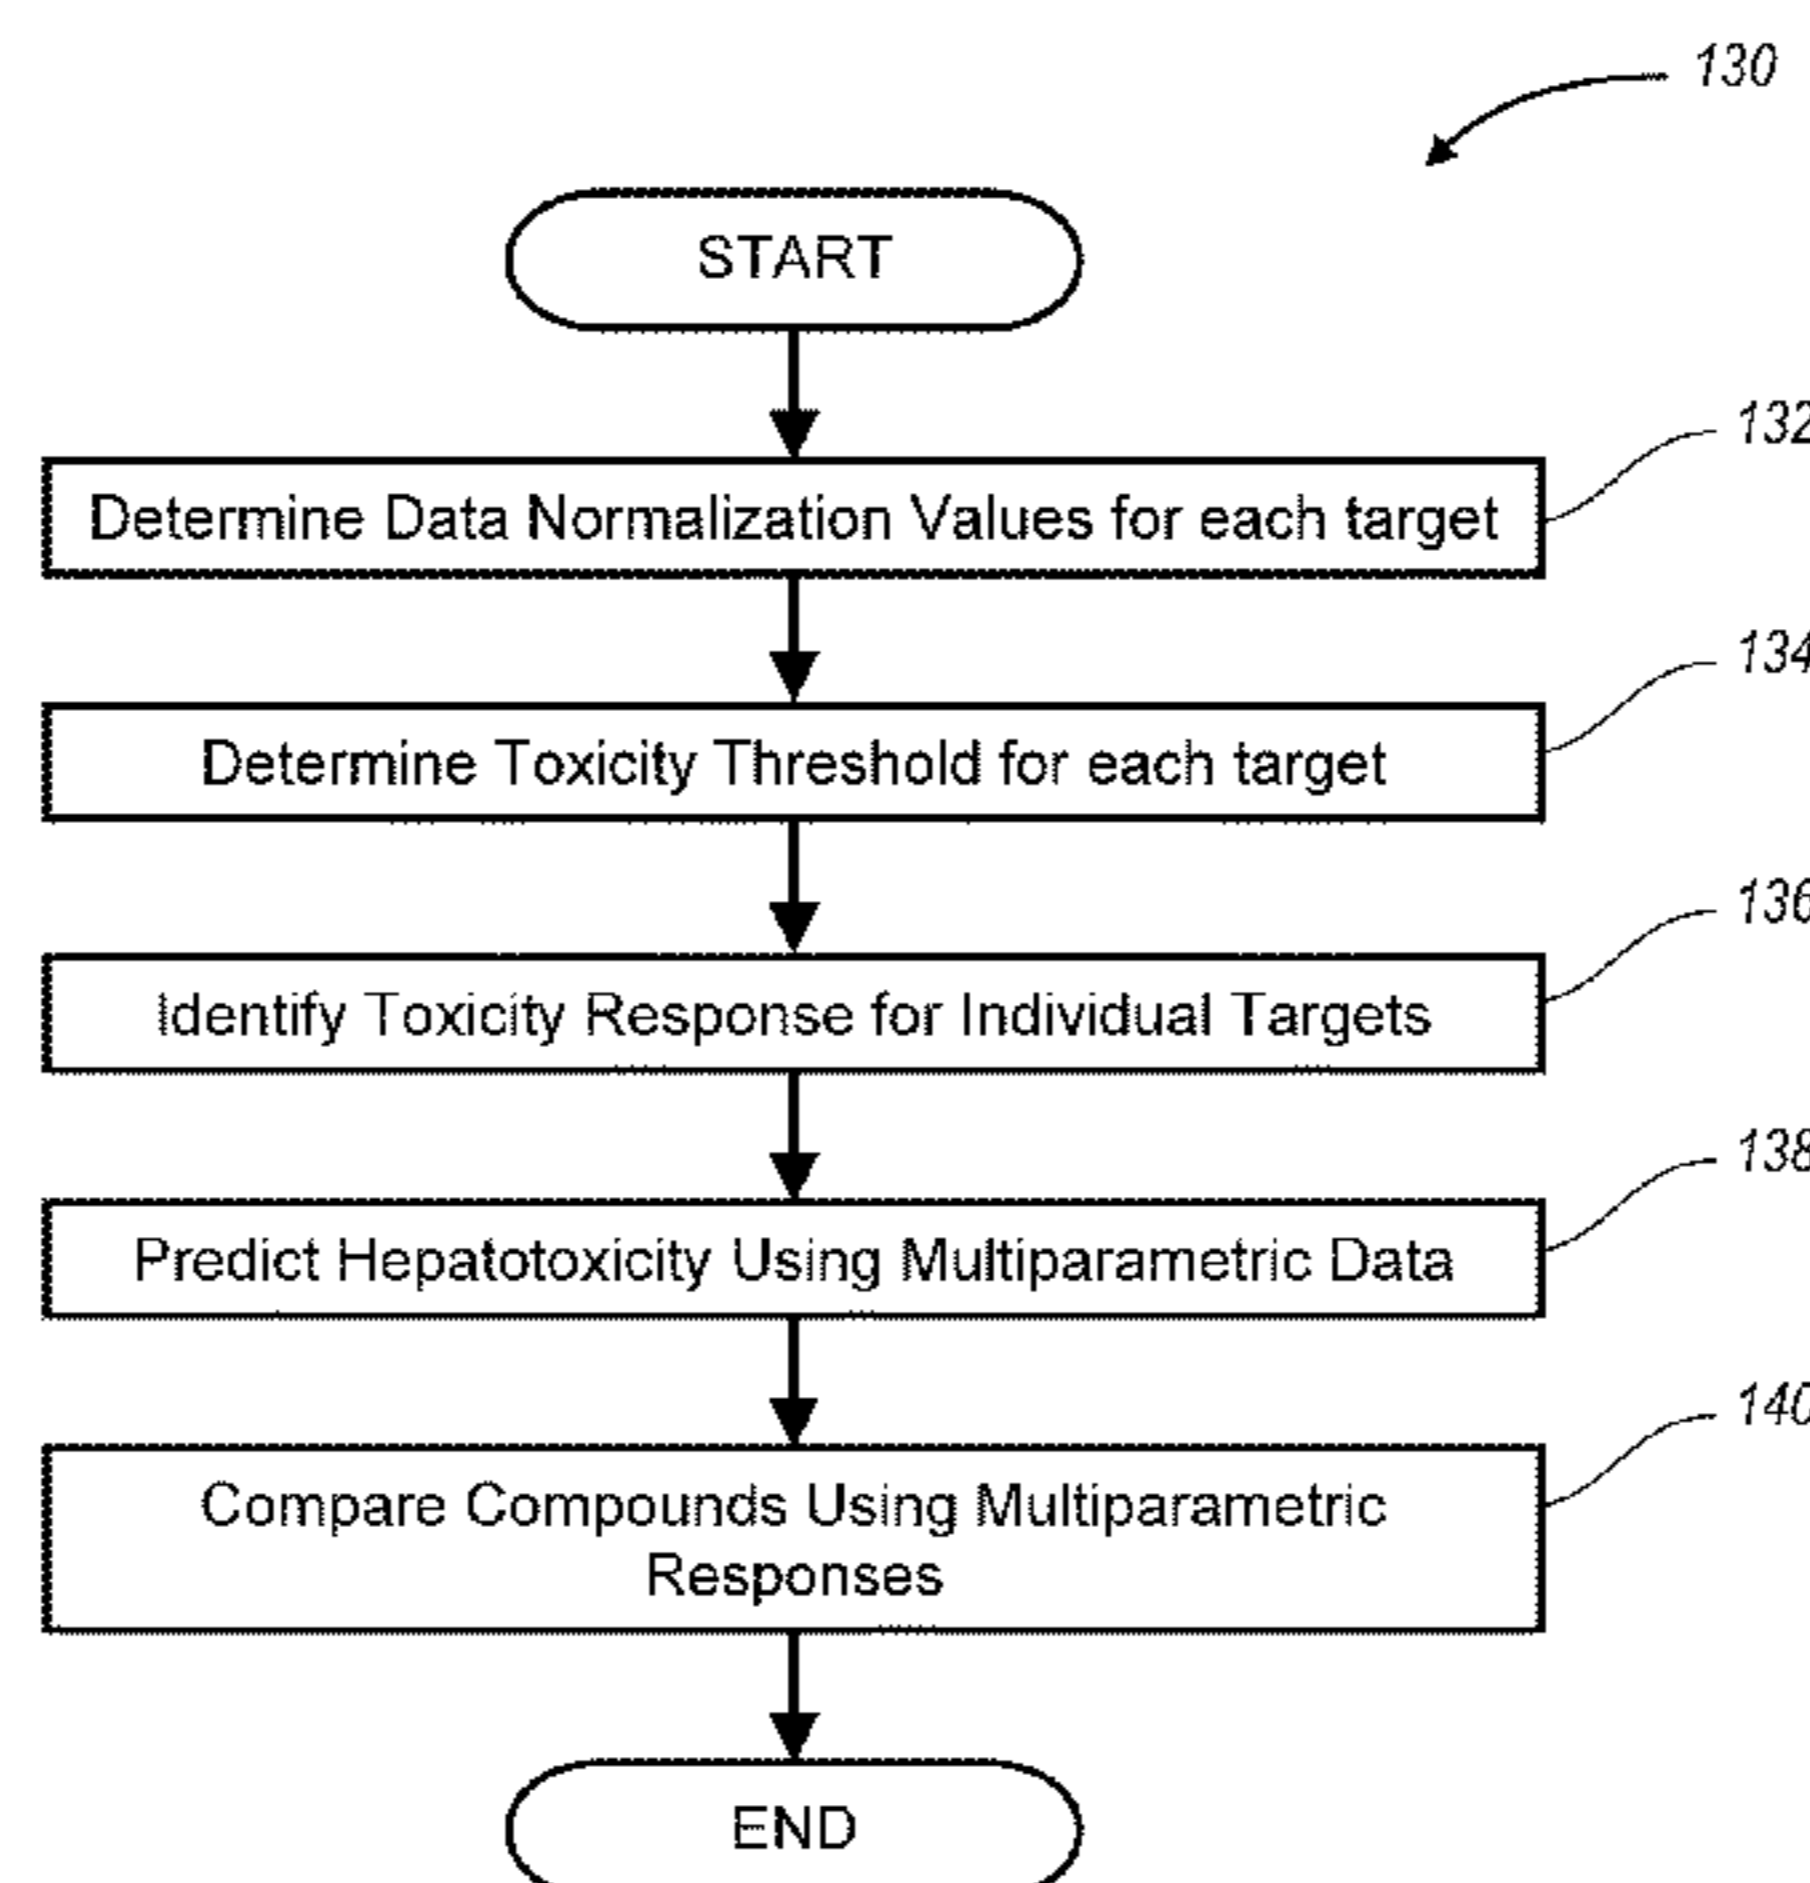 130
START
132
Determine Data Normalization Values for each target
134
Determine Toxicity Threshold for each target
136
Identify Toxicity Response for Individual Targets
138
Predict Hepatotoxicity Using Multiparametric Data
140
Compare Compounds Using Multiparametric
Responses
END